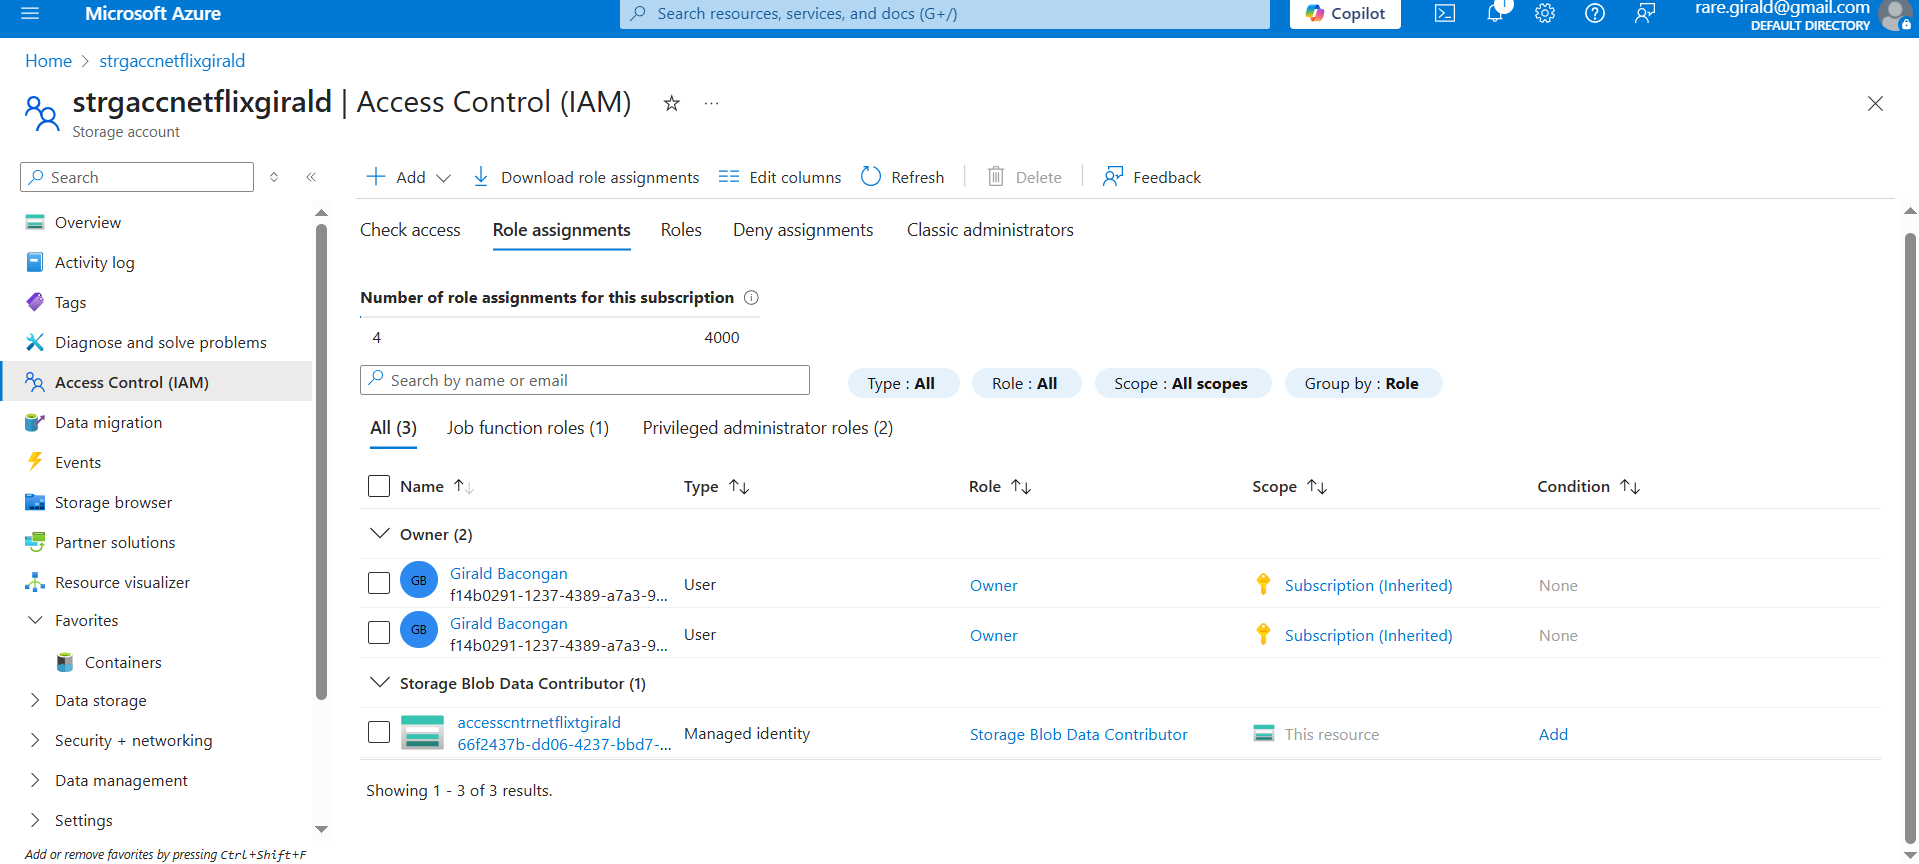 Microsoft Azure
Search resources, services, and docs (G+/)
Copilot
1
rare.girald@gmail.com
DEFAULT DIRECTORY
Home > strgaccnetflixgirald
strgaccnetflixgirald | Access Control (IAM)
Storage account
Search
Add
Download role assignments
Edit columns
Refresh
Delete
Feedback
Overview
Activity log
Tags
Diagnose and solve problems
Access Control (IAM)
Data migration
Events
Storage browser
Partner solutions
Resource visualizer
Favorites
Containers
Data storage
Security + networking
Data management
Settings
Add or remove favorites by pressing Ctrl+Shift+F
Check access Role assignments Roles Deny assignments Classic administrators
Number of role assignments for this subscription
4 4000
Search by name or email
Type : All
Role : All
Scope : All scopes
Group by : Role
All (3) Job function roles (1) Privileged administrator roles (2)
Name Type Role Scope Condition
Owner (2)
GB Girald Bacongan
f14b0291-1237-4389-a7a3-9...
User Owner Subscription (Inherited) None
GB Girald Bacongan
f14b0291-1237-4389-a7a3-9...
User Owner Subscription (Inherited) None
Storage Blob Data Contributor (1)
accesscntrnetflixtgirald
66f2437b-dd06-4237-bbd7-...
Managed identity Storage Blob Data Contributor This resource Add
Showing 1 - 3 of 3 results.